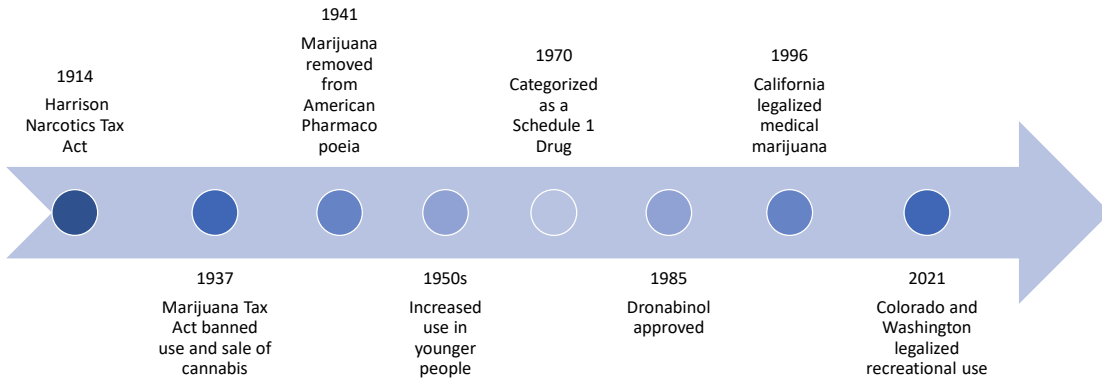 1914
Harrison
Narcotics Tax
Act
1937
Marijuana Tax
Act banned
use and sale of
cannabis
1941
Marijuana
removed
from
American
Pharmaco
poeia
1950s
Increased
use in
younger
people
1970
Categorized
as a
Schedule 1
Drug
1985
Dronabinol
approved
1996
California
legalized
medical
marijuana
2021
Colorado and
Washington
legalized
recreational use